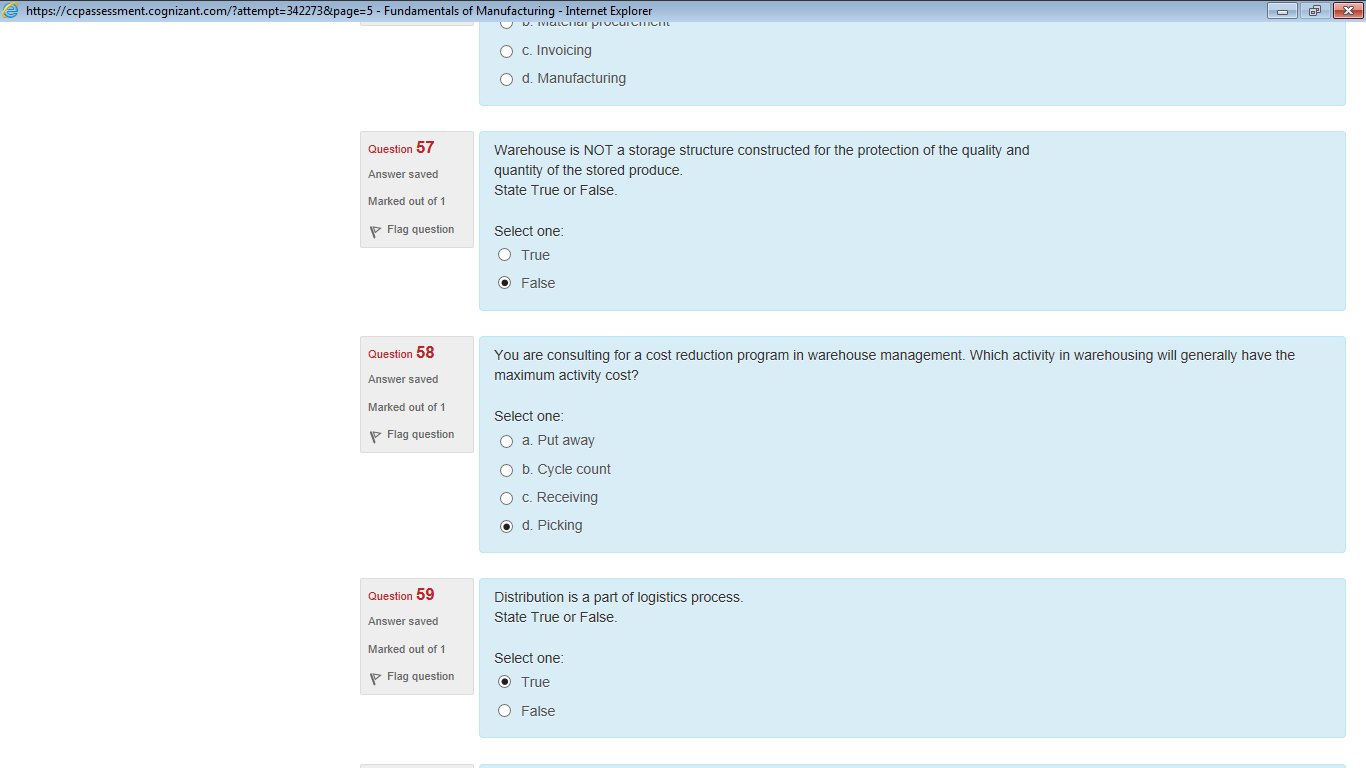 https://ccpassessment.cognizant.com/?attempt=342273&page=5 - Fundamentals of Manufacturing - Internet Explorer
b. Material procurement
c. Invoicing
d. Manufacturing
Question 57
Answer saved
Marked out of 1
Flag question
Warehouse is NOT a storage structure constructed for the protection of the quality and
quantity of the stored produce.
State True or False.
Select one:
True
False
Question 58
Answer saved
Marked out of 1
Flag question
You are consulting for a cost reduction program in warehouse management. Which activity in warehousing will generally have the
maximum activity cost?
Select one:
a. Put away
b. Cycle count
c. Receiving
d. Picking
Question 59
Answer saved
Marked out of 1
Flag question
Distribution is a part of logistics process.
State True or False.
Select one:
True
False